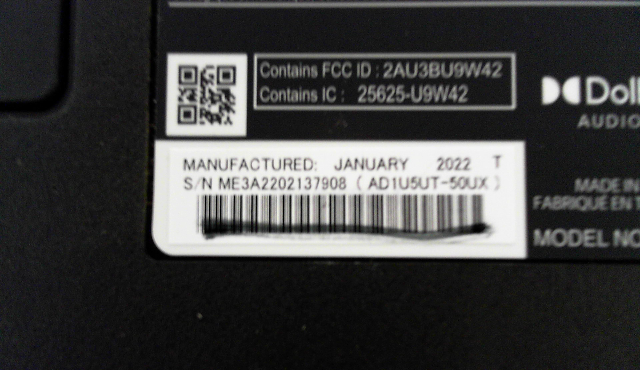 Contains FCC ID : 2AU3BU9W42
Contains IC : 25625-U9W42
MANUFACTURED: JANUARY 2022 T
S/N ME3A2202137908 ( AD1U5UT-50UX )
AUDIO
MADE IN
FABRIQUÉ EN
MODEL NO